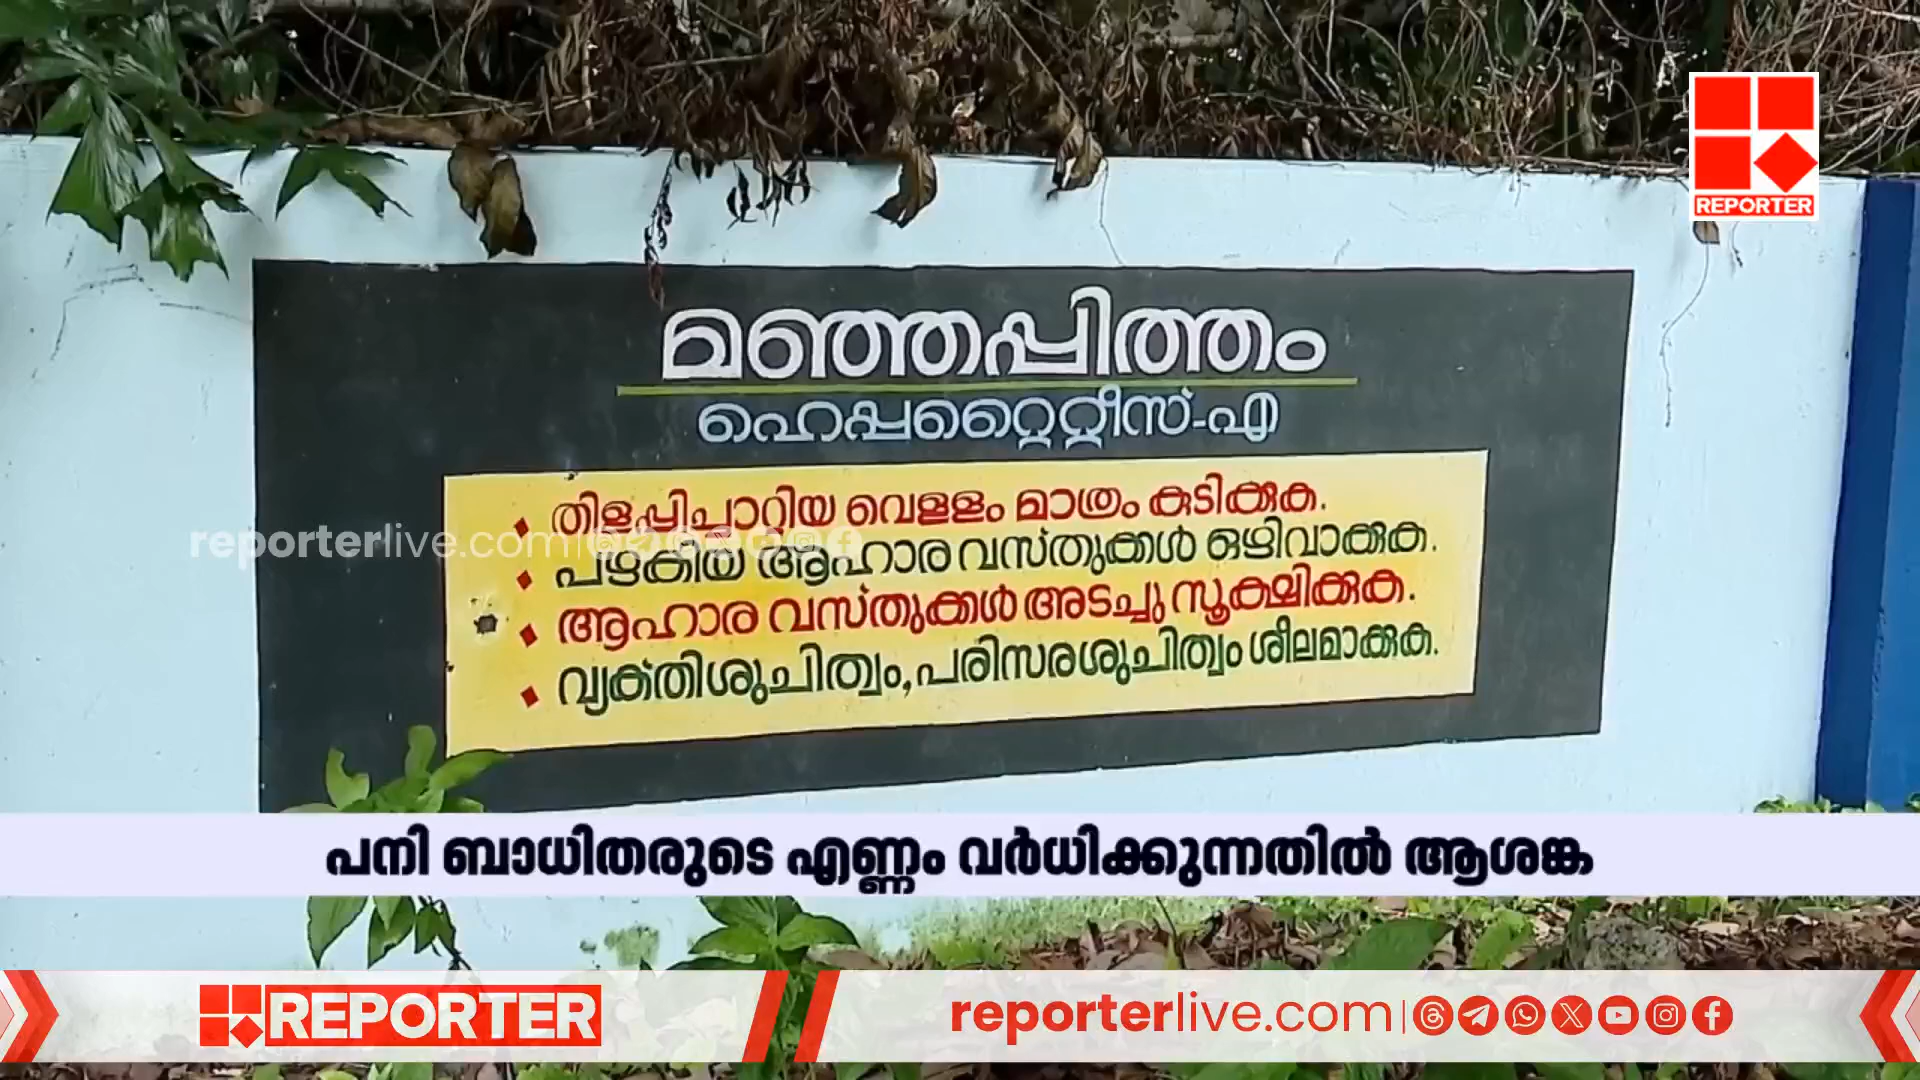 REPORTER
മഞ്ഞപ്പിത്തം
ഹെപ്പറ്റൈറ്റീസ്-എ
തിളപ്പിച്ചാറിയ വെള്ളം മാത്രം കുടിക്കുക.
reporterlive.com
പഴകിയ ആഹാര വസ്തുക്കൾ ഒഴിവാക്കുക.
ആഹാര വസ്തുക്കൾ അടച്ചു സൂക്ഷിക്കുക.
വ്യക്തിശുചിത്വം, പരിസരശുചിത്വം ശീലമാക്കുക.
പനി ബാധിതരുടെ എണ്ണം വർധിക്കുന്നതിൽ ആശങ്ക
REPORTER
reporterlive.com